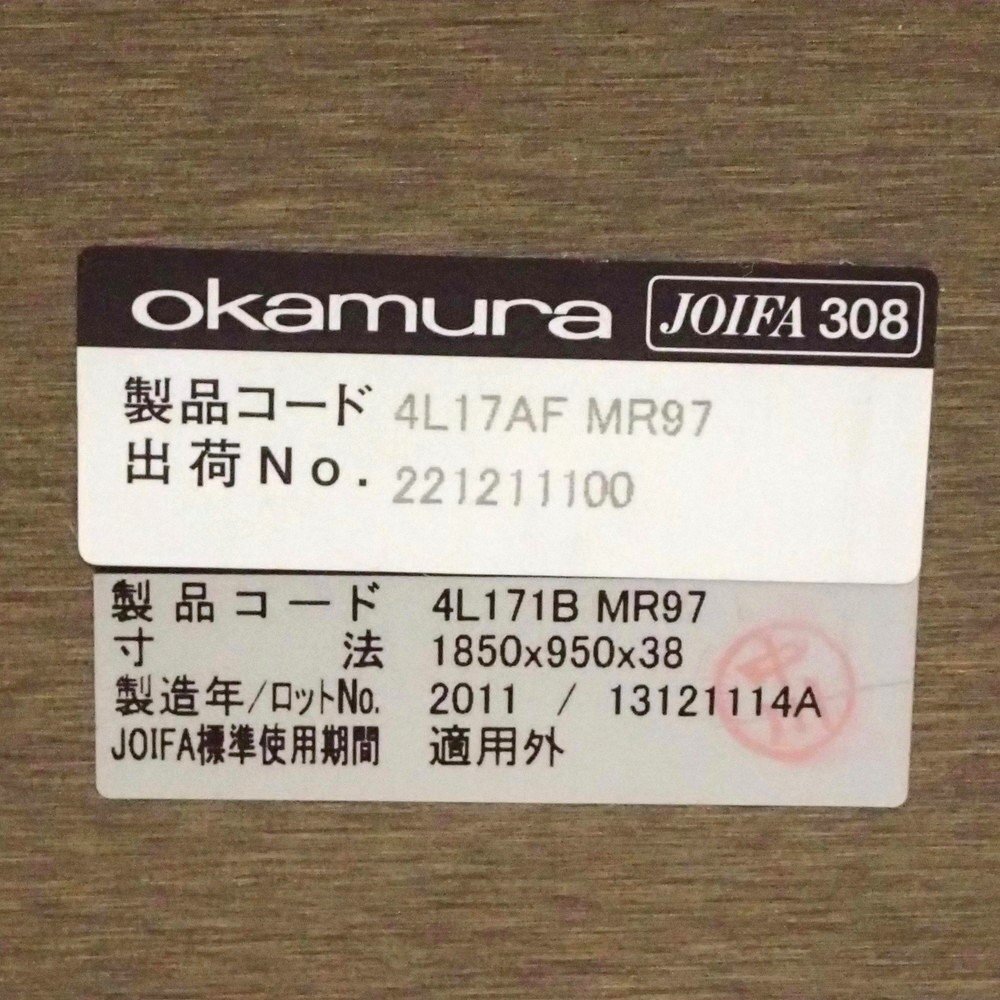 okamura JOIFA 308
製品コード 4L17AF MR97
出荷No. 221211100
製品コード 4L171B MR97
寸法 1850x950x38
製造年/ロットNo. 2011 / 13121114A
JOIFA標準使用期間 適用外